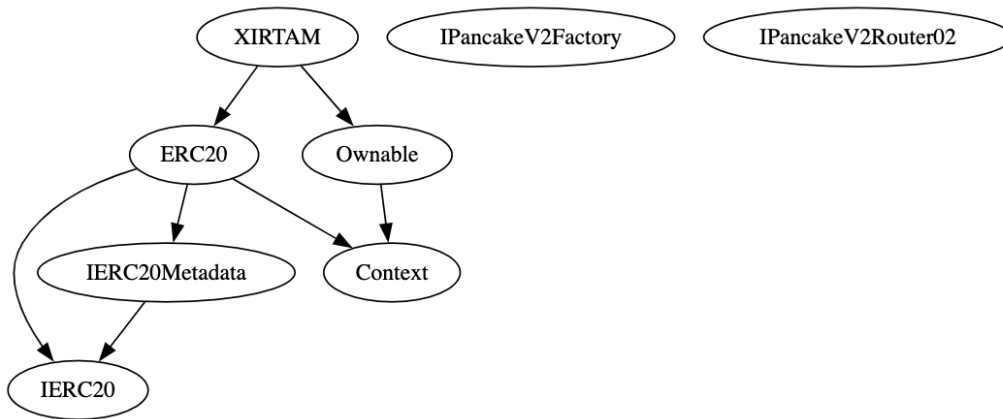 XIRTAM
IPancakeV2Factory
IPancakeV2Router02
ERC20
Ownable
IERC20Metadata
Context
IERC20